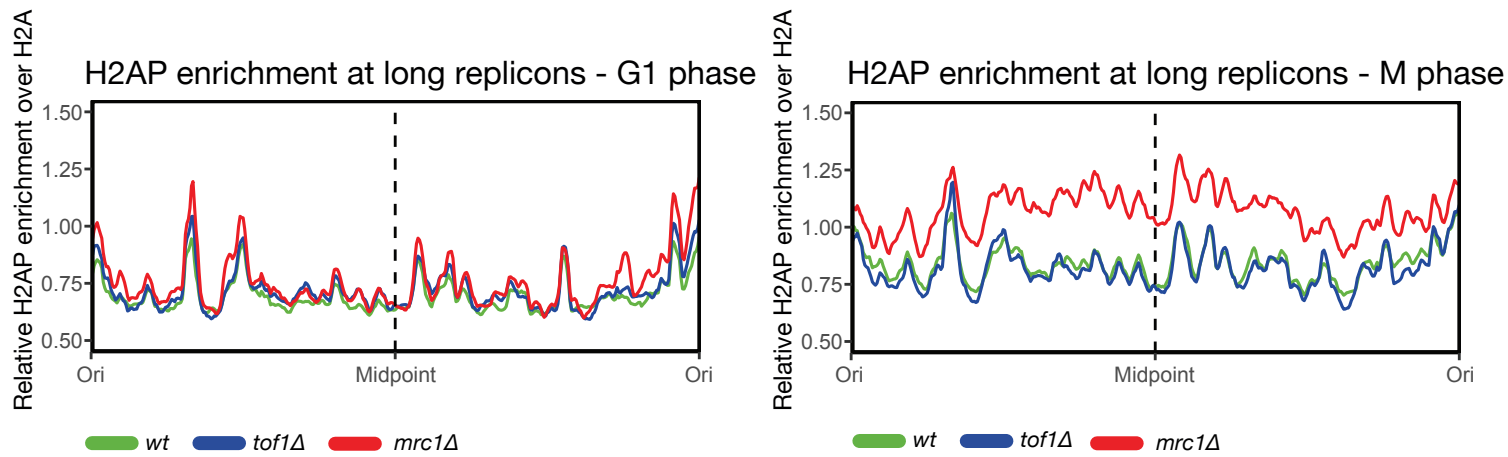 H2AP enrichment at long replicons - G1 phase
Relative H2AP enrichment over H2A
1.50
1.25
1.00
0.75
0.50
Ori
Midpoint
Ori
wt
tof1Δ
mrc1Δ
H2AP enrichment at long replicons - M phase
Relative H2AP enrichment over H2A
1.50
1.25
1.00
0.75
0.50
Ori
Midpoint
Ori
wt
tof1Δ
mrc1Δ